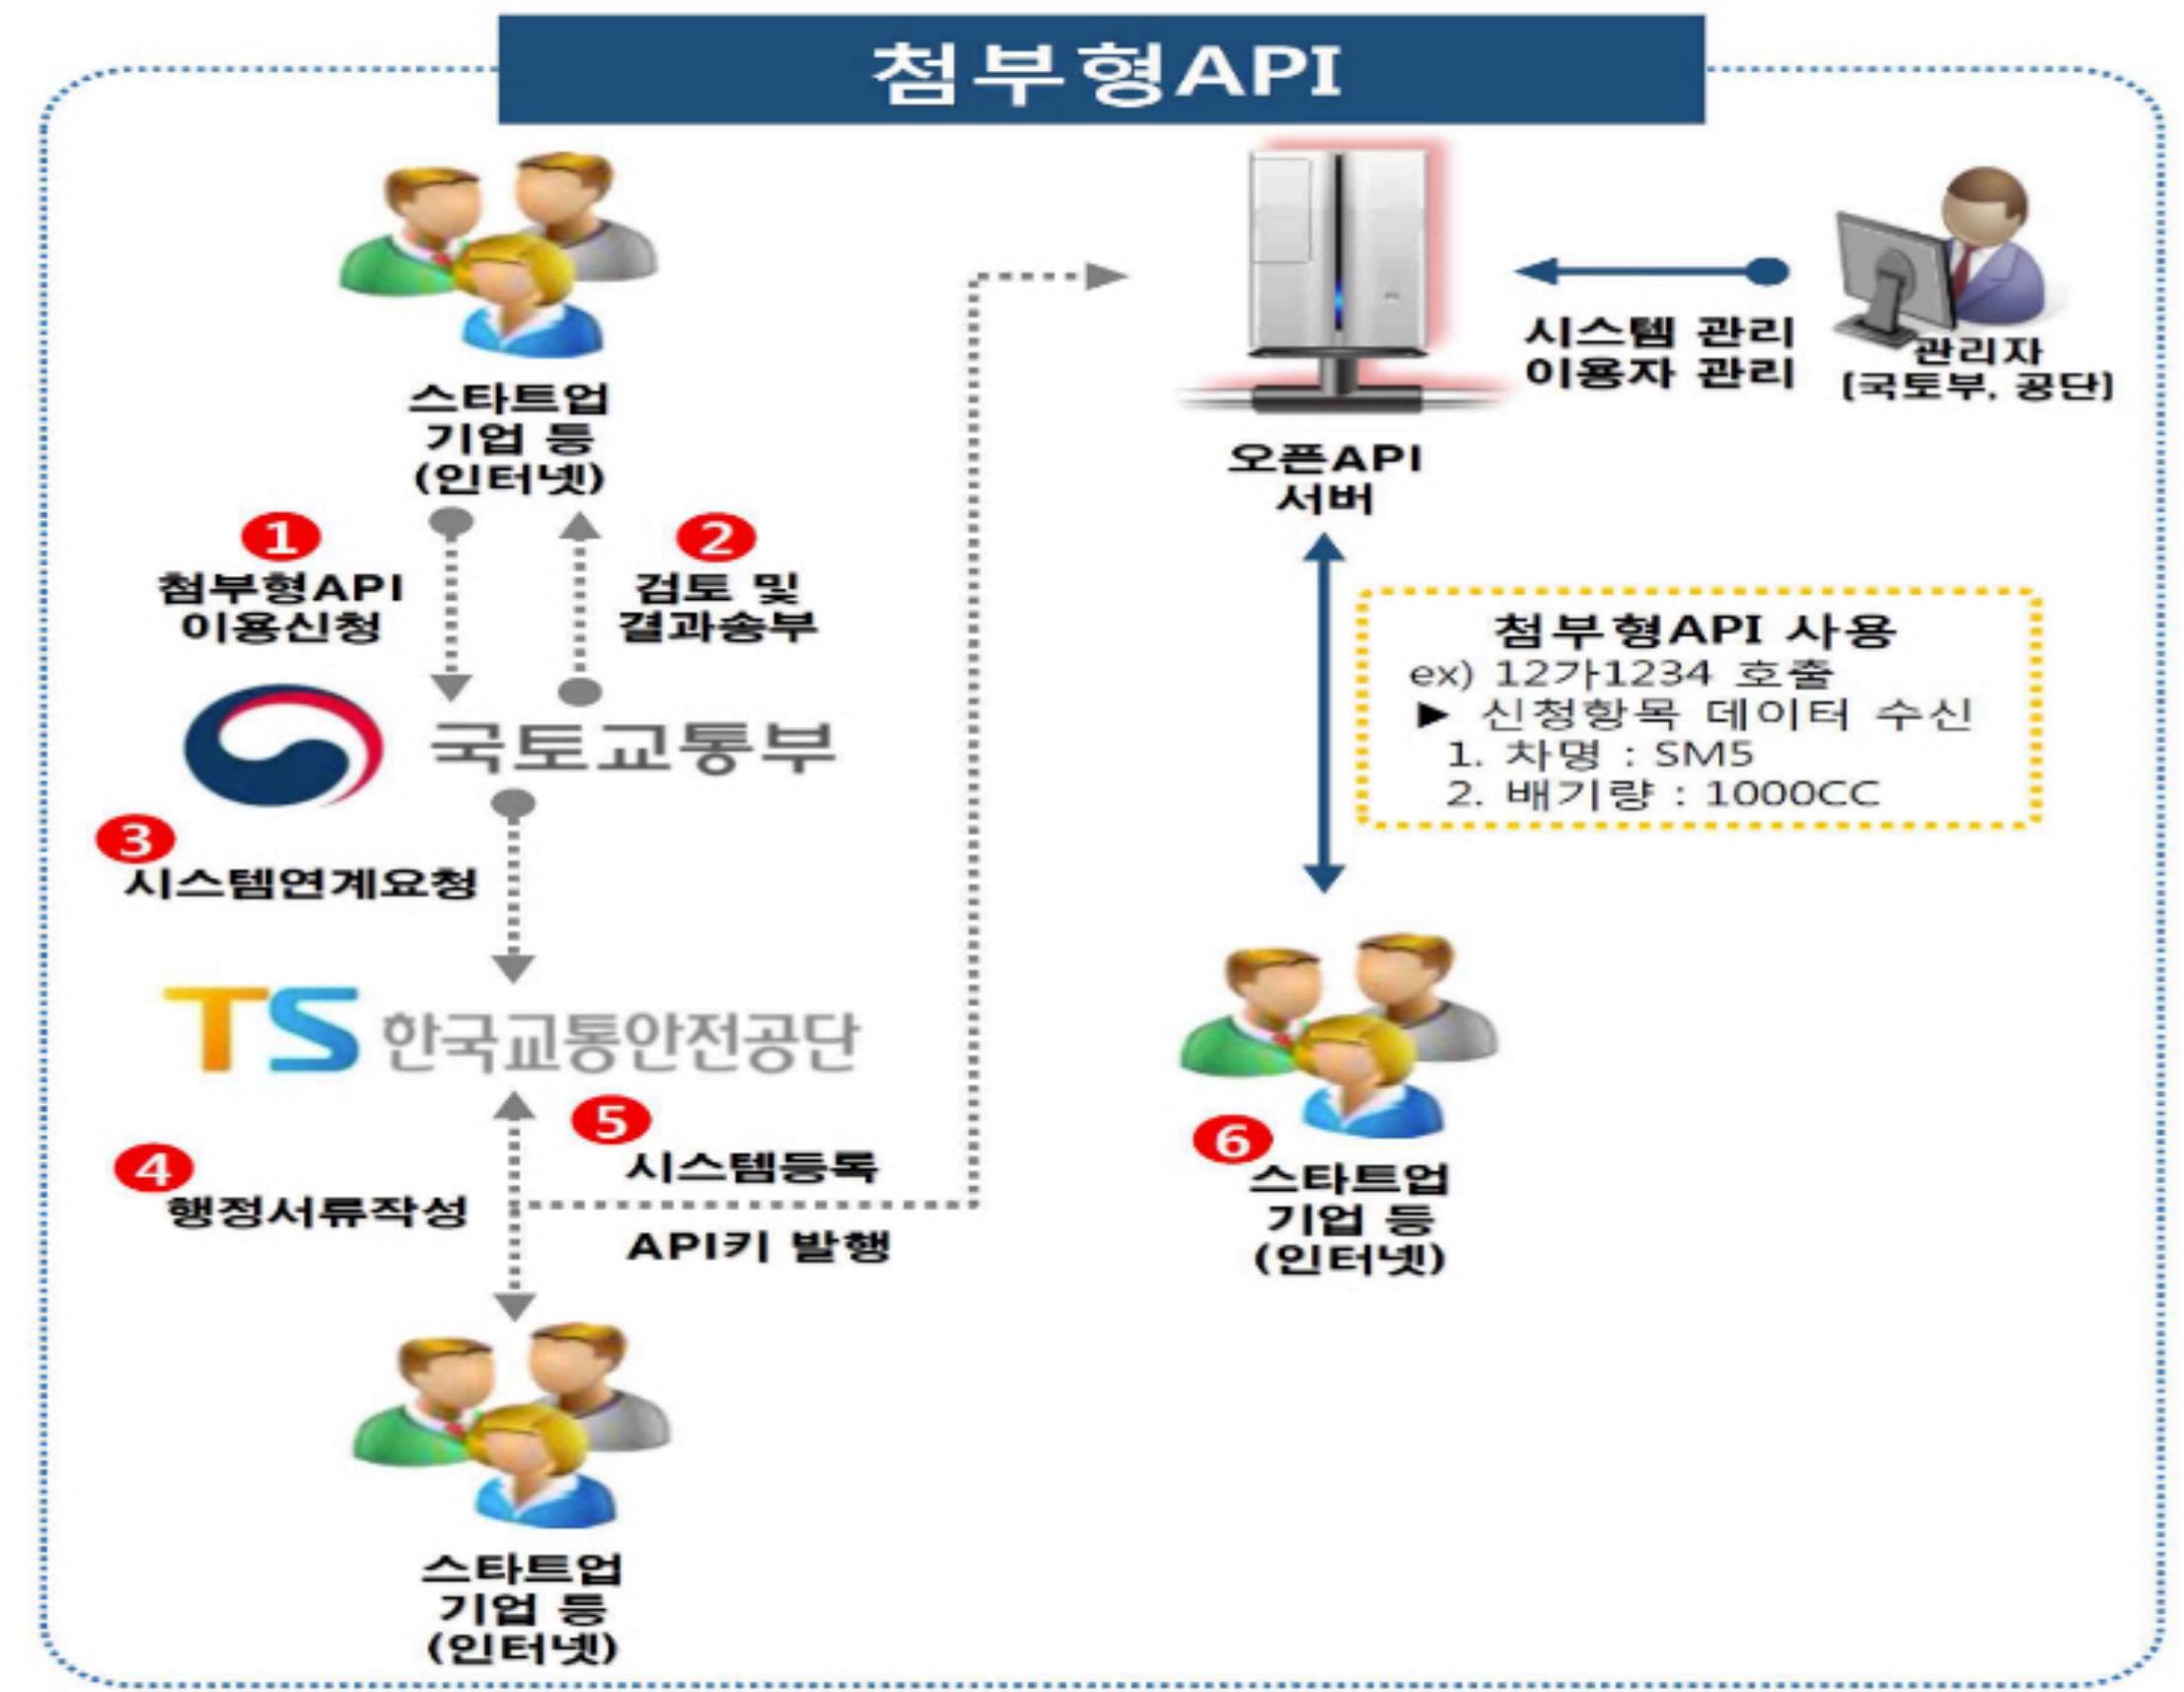 첨부형API
스타트업
기업 등
(인터넷)
1
첨부형API
이용신청
2
검토 및
결과송부
국토교통부
3
시스템연계요청
TS 한국교통안전공단
4
행정서류작성
5
시스템등록
API키 발행
스타트업
기업 등
(인터넷)
오픈API
서버
시스템 관리
이용자 관리
관리자
(국토부, 공단)
첨부형API 사용
ex) 12가1234 호출
▶ 신청항목 데이터 수신
1. 차명 : SM5
2. 배기량 : 1000CC
6
스타트업
기업 등
(인터넷)